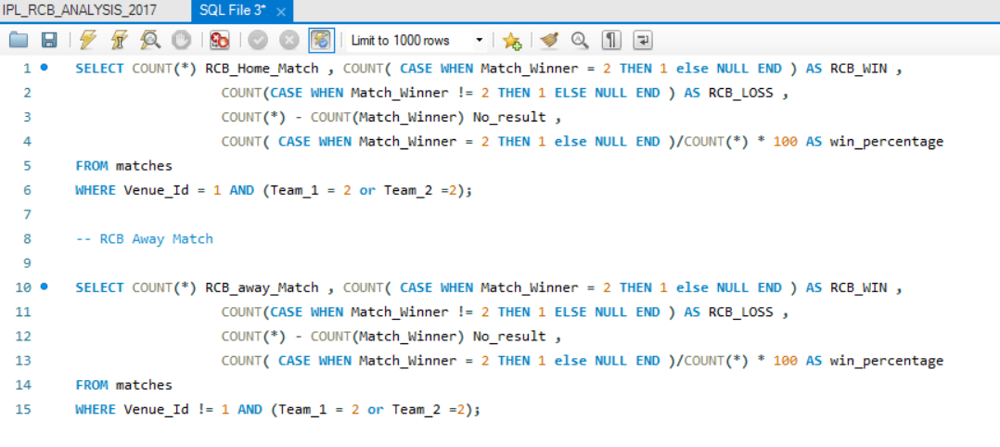 IPL_RCB_ANALYSIS_2017 SQL File 3* ×
Limit to 1000 rows
1 SELECT COUNT(*) RCB_Home_Match , COUNT( CASE WHEN Match_Winner = 2 THEN 1 else NULL END ) AS RCB_WIN ,
2 COUNT(CASE WHEN Match_Winner != 2 THEN 1 ELSE NULL END ) AS RCB_LOSS ,
3 COUNT(*) - COUNT(Match_Winner) No_result ,
4 COUNT( CASE WHEN Match_Winner = 2 THEN 1 else NULL END )/COUNT(*) * 100 AS win_percentage
5 FROM matches
6 WHERE Venue_Id = 1 AND (Team_1 = 2 or Team_2 =2);
7
8 -- RCB Away Match
9
10 SELECT COUNT(*) RCB_away_Match , COUNT( CASE WHEN Match_Winner = 2 THEN 1 else NULL END ) AS RCB_WIN ,
11 COUNT(CASE WHEN Match_Winner != 2 THEN 1 ELSE NULL END ) AS RCB_LOSS ,
12 COUNT(*) - COUNT(Match_Winner) No_result ,
13 COUNT( CASE WHEN Match_Winner = 2 THEN 1 else NULL END )/COUNT(*) * 100 AS win_percentage
14 FROM matches
15 WHERE Venue_Id != 1 AND (Team_1 = 2 or Team_2 =2);